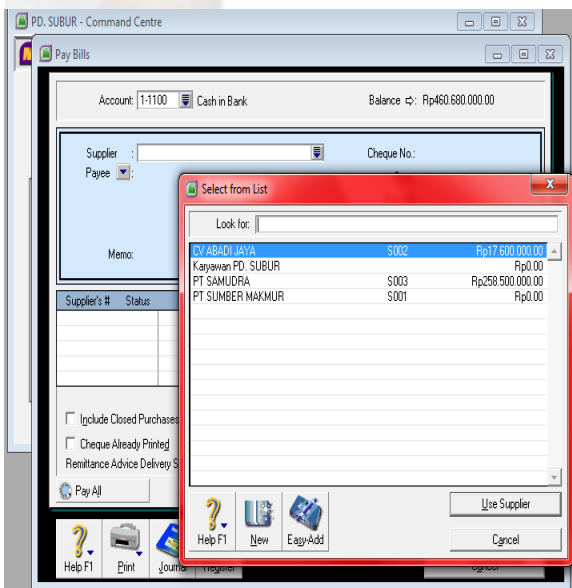 PD. SUBUR - Command Centre
Pay Bills
Account: 1-1100 Cash in Bank Balance Rp460.680.000.00
Supplier : Cheque No.:
Payee :
Select from List
Look for:
CV ABADI JAYA S002 Rp17.600.000.00
Karyawan PD. SUBUR Rp0.00
PT SAMUDRA S003 Rp258.500.000.00
PT SUMBER MAKMUR S001 Rp0.00
Memo:
Supplier's # Status
Include Closed Purchases
Cheque Already Printed
Remittance Advice Delivery S
Pay All
Use Supplier
Help F1 New Easy-Add Cancel
Help F1 Print Journal Register Cancel